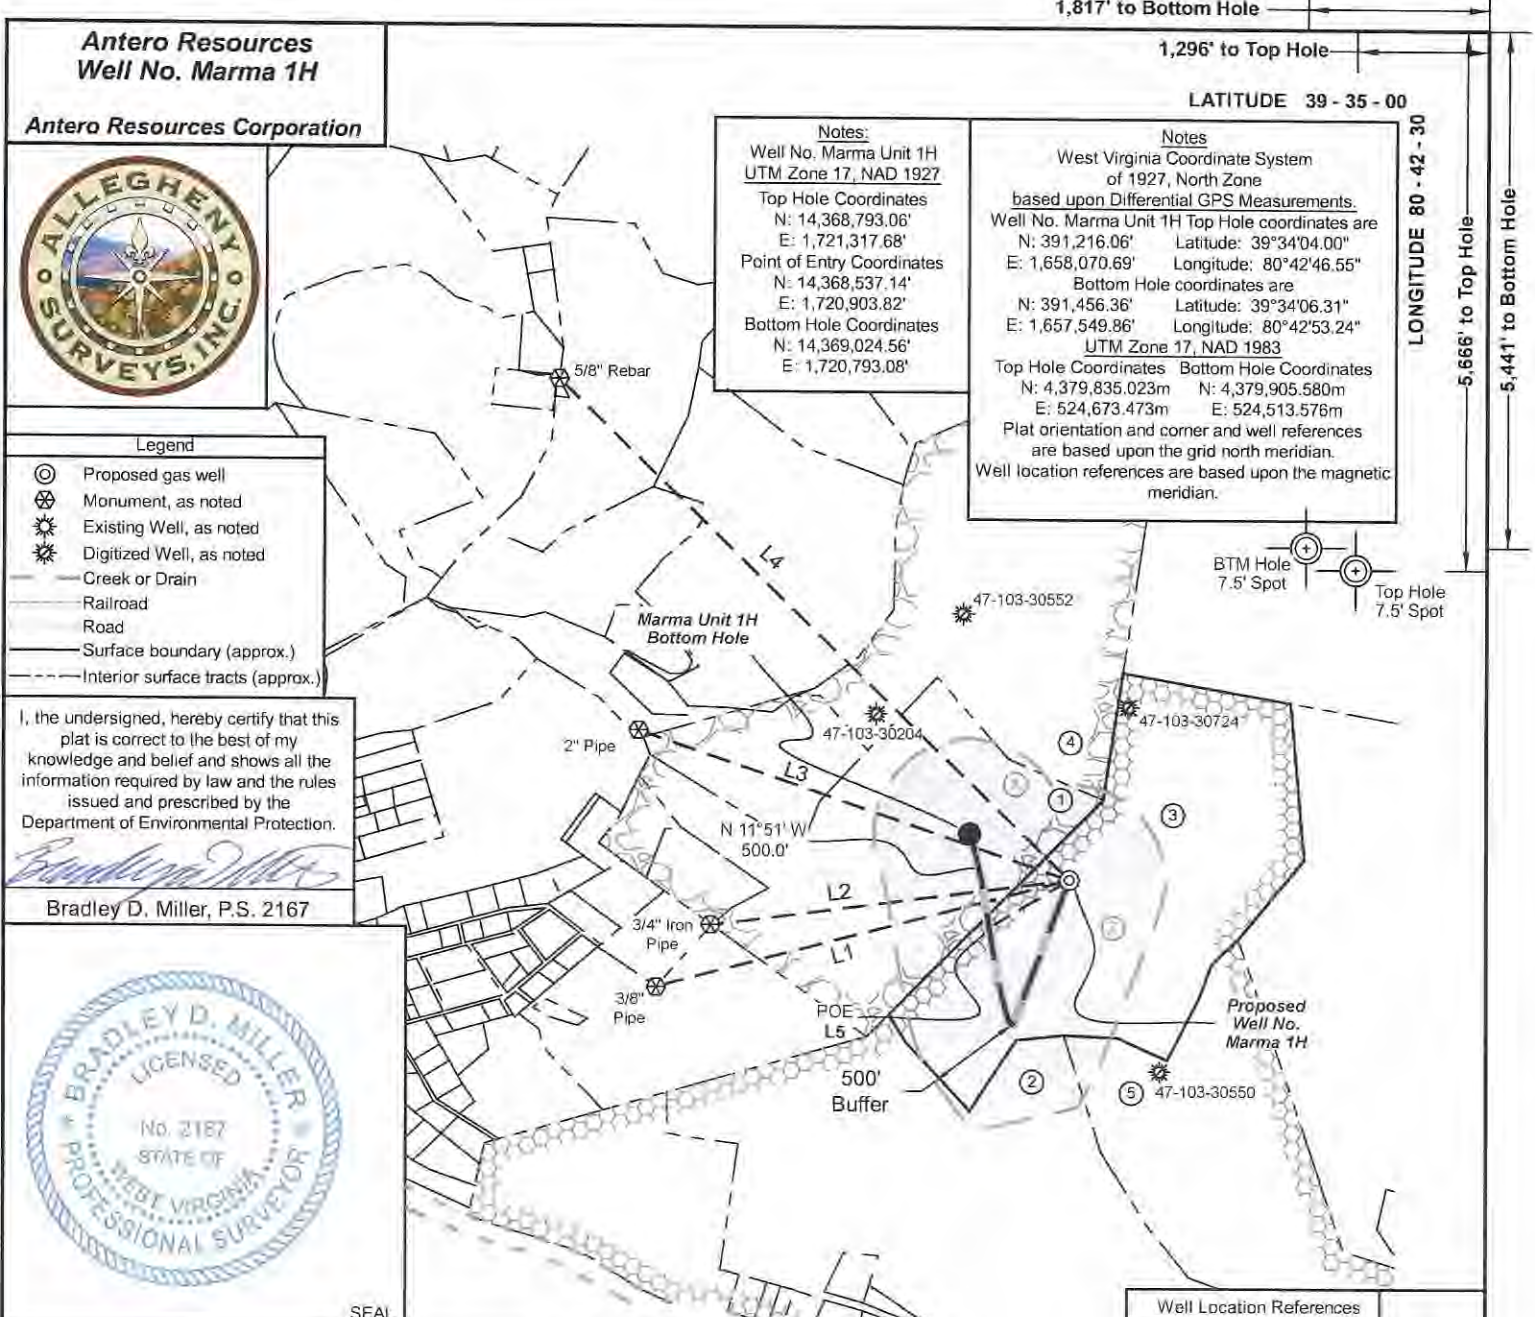 1,817' to Bottom Hole
1,296' to Top Hole
LATITUDE 39 - 35 - 00
LONGITUDE 80 - 42 - 30
5,666' to Top Hole
5,441' to Bottom Hole
Antero Resources
Well No. Marma 1H
Antero Resources Corporation
ALLEGHENY
SURVEYS, INC.
Notes:
Well No. Marma Unit 1H
UTM Zone 17, NAD 1927
Top Hole Coordinates
N: 14,368,793.06'
E: 1,721,317.68'
Point of Entry Coordinates
N: 14,368,537.14'
E: 1,720,903.82'
Bottom Hole Coordinates
N: 14,369,024.56'
E: 1,720,793.08'
Notes
West Virginia Coordinate System
of 1927, North Zone
based upon Differential GPS Measurements.
Well No. Marma Unit 1H Top Hole coordinates are
N: 391,216.06' Latitude: 39°34'04.00"
E: 1,658,070.69' Longitude: 80°42'46.55"
Bottom Hole coordinates are
N: 391,456.36' Latitude: 39°34'06.31"
E: 1,657,549.86' Longitude: 80°42'53.24"
UTM Zone 17, NAD 1983
Top Hole Coordinates Bottom Hole Coordinates
N: 4,379,835.023m N: 4,379,905.580m
E: 524,673.473m E: 524,513.576m
Plat orientation and corner and well references
are based upon the grid north meridian.
Well location references are based upon the magnetic
meridian.
Legend
Proposed gas well
Monument, as noted
Existing Well, as noted
Digitized Well, as noted
Creek or Drain
Railroad
Road
Surface boundary (approx.)
Interior surface tracts (approx.)
I, the undersigned, hereby certify that this
plat is correct to the best of my
knowledge and belief and shows all the
information required by law and the rules
issued and prescribed by the
Department of Environmental Protection.
Bradley D. Miller, P.S. 2167
BRADLEY D. MILLER
LICENSED
No. 2167
STATE OF
WEST VIRGINIA
PROFESSIONAL SURVEYOR
SEAL
5/8" Rebar
L4
BTM Hole
7.5' Spot
Top Hole
7.5' Spot
47-103-30552
Marma Unit 1H
Bottom Hole
47-103-30204
47-103-30724
2" Pipe
L3
4
1
3
N 11°51' W
500.0'
L2
3/4" Iron
Pipe
L1
3/8"
Pipe
POE
L5
500'
Buffer
Proposed
Well No.
Marma 1H
2
5
47-103-30550
Well Location References